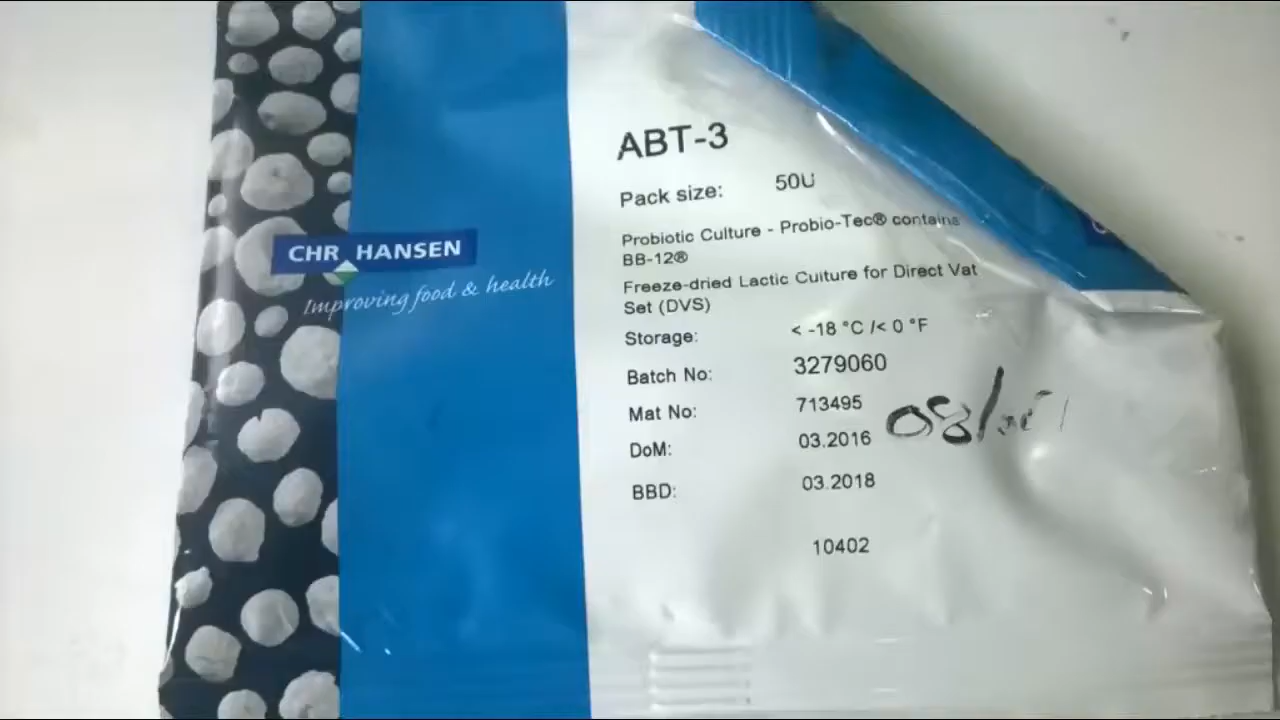 ABT-3
Pack size: 50U
Probiotic Culture - Probio-Tec® contains
BB-12®
Freeze-dried Lactic Culture for Direct Vat
Set (DVS)
Storage: < -18 °C /< 0 °F
Batch No: 3279060
Mat No: 713495
DoM: 03.2016
08/
BBD: 03.2018
10402
CHR HANSEN
Improving food & health